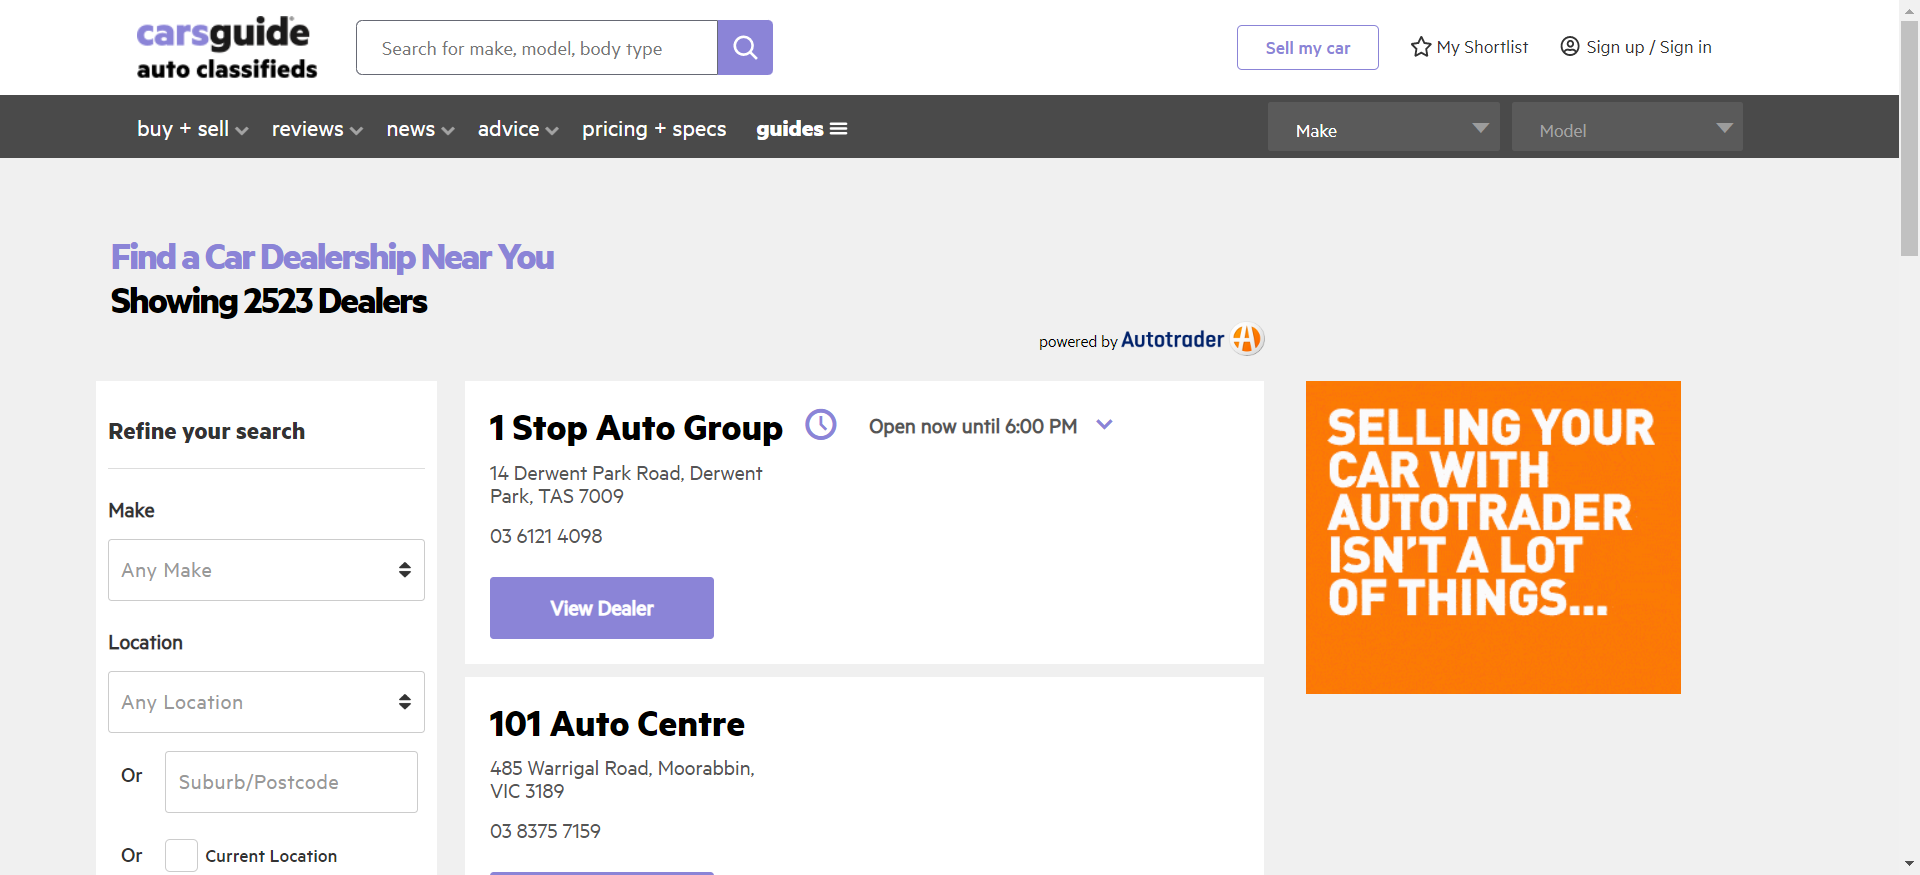 carsguide
auto classifieds
Search for make, model, body type
Sell my car
My Shortlist
Sign up / Sign in
buy + sell
reviews
news
advice
pricing + specs
guides
Make
Model
Find a Car Dealership Near You
Showing 2523 Dealers
powered by Autotrader
Refine your search
Make
Any Make
Location
Any Location
Or
Suburb/Postcode
Or
Current Location
1 Stop Auto Group
Open now until 6:00 PM
14 Derwent Park Road, Derwent
Park, TAS 7009
03 6121 4098
View Dealer
101 Auto Centre
485 Warrigal Road, Moorabbin,
VIC 3189
03 8375 7159
SELLING YOUR
CAR WITH
AUTOTRADER
ISN'T A LOT
OF THINGS...